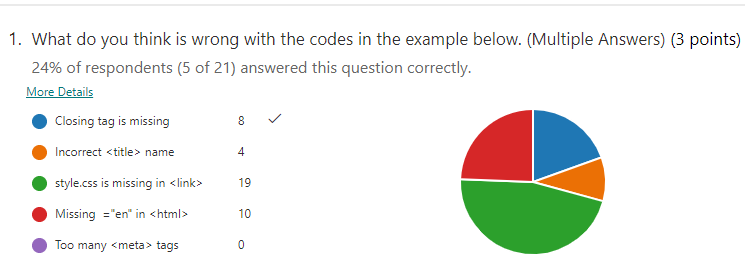 1. What do you think is wrong with the codes in the example below. (Multiple Answers) (3 points)
24% of respondents (5 of 21) answered this question correctly.
More Details
Closing tag is missing 8 ✓
Incorrect <title> name 4
style.css is missing in <link> 19
Missing ="en" in <html> 10
Too many <meta> tags 0